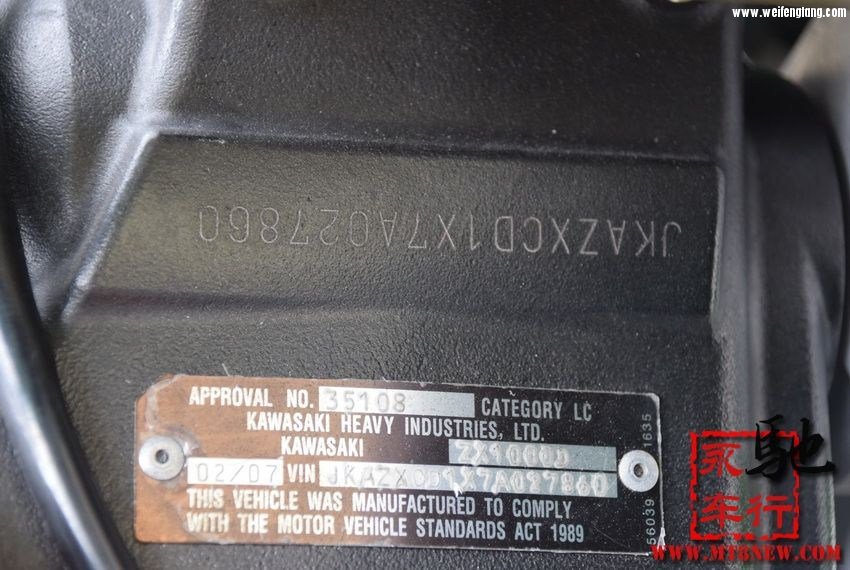 www.weifengtang.com
JKAZXCD1X7A027860
APPROVAL NO. 35108 CATEGORY LC
KAWASAKI HEAVY INDUSTRIES, LTD.
KAWASAKI ZX1000D
02/07 VIN JKAZXCD1X7A027860
THIS VEHICLE WAS MANUFACTURED TO COMPLY
WITH THE MOTOR VEHICLE STANDARDS ACT 1989
56039 1635
永驰
车行
WWW.MTBNEW.COM